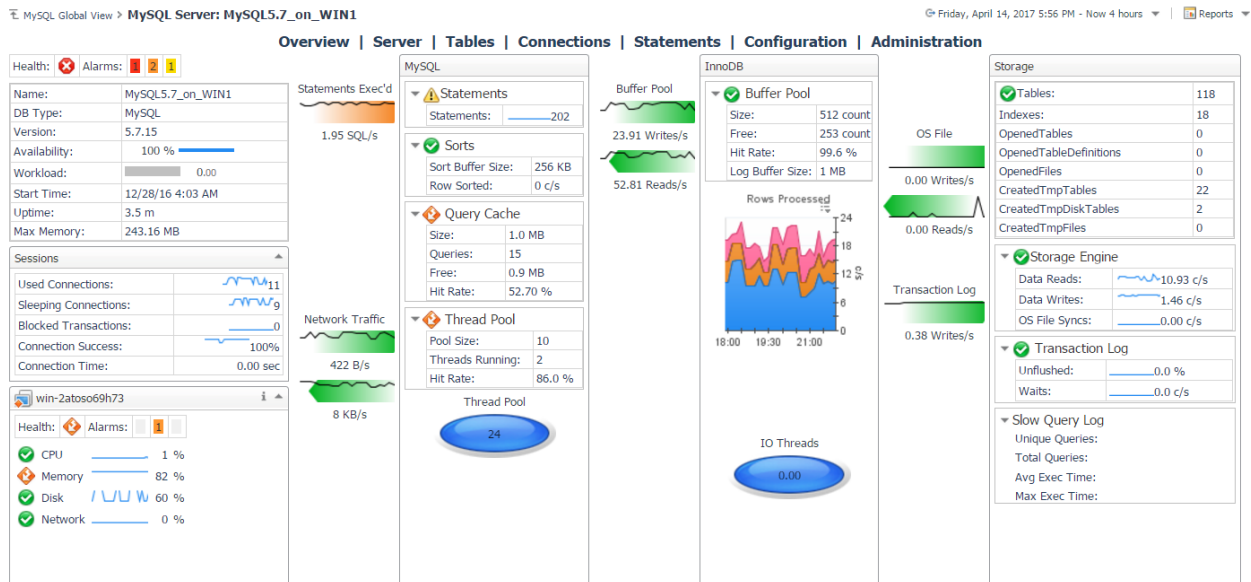 MySQL Global View > MySQL Server: MySQL5.7_on_WIN1
Friday, April 14, 2017 5:56 PM - Now 4 hours
Reports
Overview | Server | Tables | Connections | Statements | Configuration | Administration
Health: Alarms: 1 2 1
Name: MySQL5.7_on_WIN1
DB Type: MySQL
Version: 5.7.15
Availability: 100 %
Workload: 0.00
Start Time: 12/28/16 4:03 AM
Uptime: 3.5 m
Max Memory: 243.16 MB
Sessions
Used Connections: 11
Sleeping Connections: 9
Blocked Transactions: 0
Connection Success: 100%
Connection Time: 0.00 sec
win-2atoso69h73
Health: Alarms: 1
CPU 1 %
Memory 82 %
Disk 60 %
Network 0 %
Statements Exec'd
1.95 SQL/s
Network Traffic
422 B/s
8 KB/s
MySQL
Statements
Statements: 202
Sorts
Sort Buffer Size: 256 KB
Row Sorted: 0 c/s
Query Cache
Size: 1.0 MB
Queries: 15
Free: 0.9 MB
Hit Rate: 52.70 %
Thread Pool
Pool Size: 10
Threads Running: 2
Hit Rate: 86.0 %
Thread Pool
24
Buffer Pool
23.91 Writes/s
52.81 Reads/s
InnoDB
Buffer Pool
Size: 512 count
Free: 253 count
Hit Rate: 99.6 %
Log Buffer Size: 1 MB
Rows Processed
24
18
12
6
0
c/s
18:00 19:30 21:00
IO Threads
0.00
OS File
0.00 Writes/s
0.00 Reads/s
Transaction Log
0.38 Writes/s
Storage
Tables: 118
Indexes: 18
OpenedTables 0
OpenedTableDefinitions 0
OpenedFiles 0
CreatedTmpTables 22
CreatedTmpDiskTables 2
CreatedTmpFiles 0
Storage Engine
Data Reads: 10.93 c/s
Data Writes: 1.46 c/s
OS File Syncs: 0.00 c/s
Transaction Log
Unflushed: 0.0 %
Waits: 0.0 c/s
Slow Query Log
Unique Queries:
Total Queries:
Avg Exec Time:
Max Exec Time: